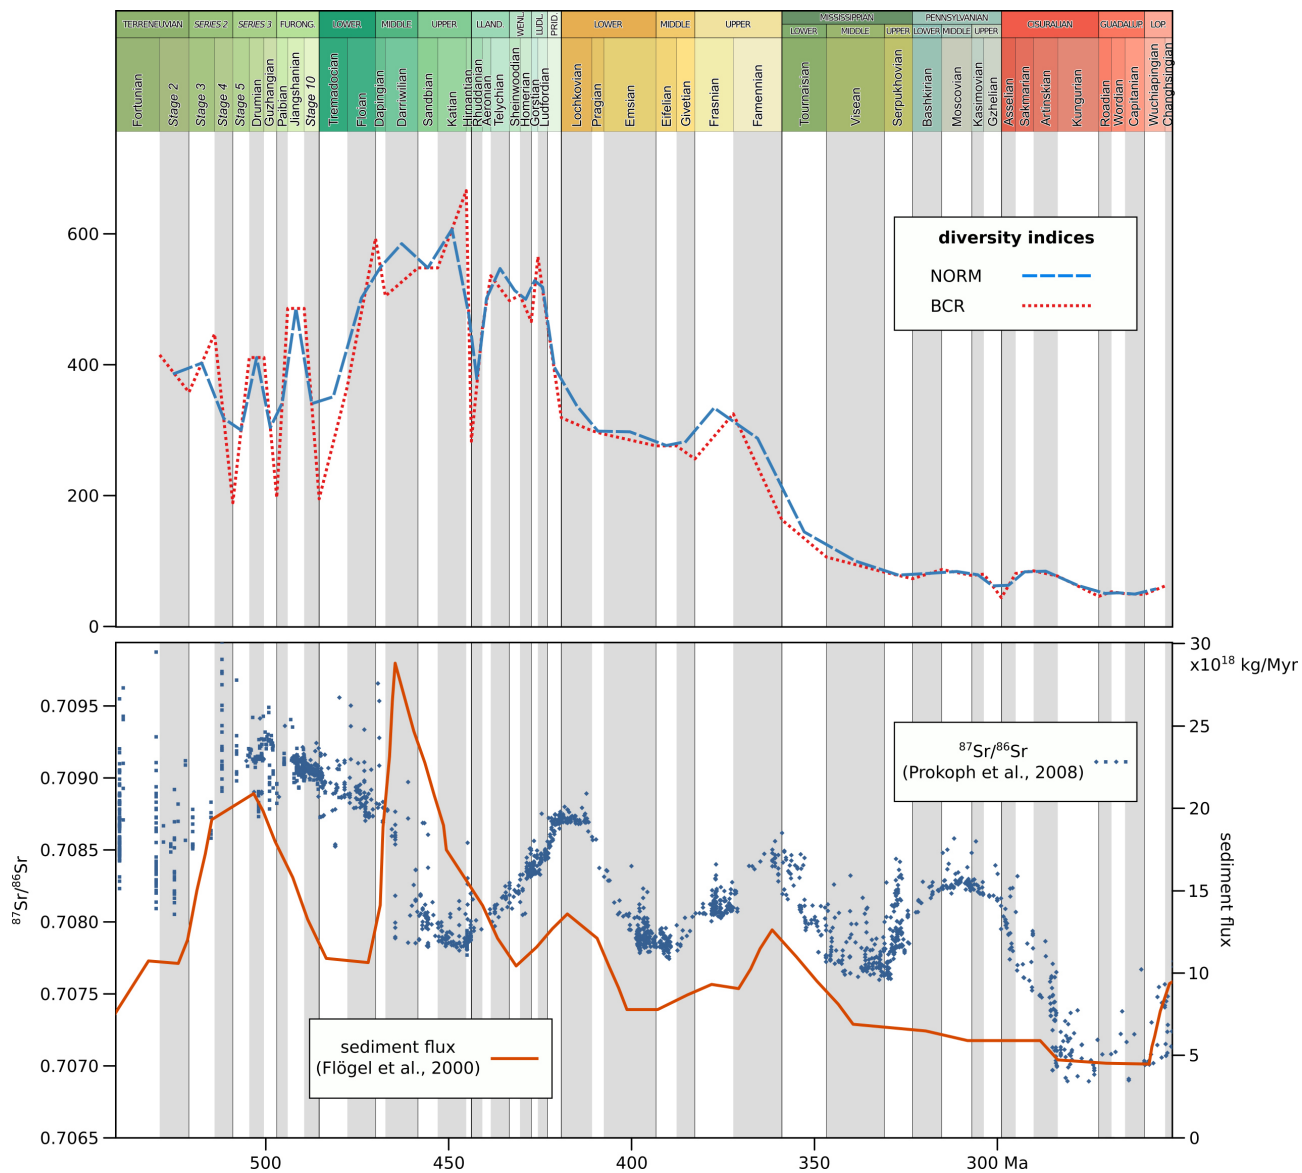 TERRENEUVIAN SERIES 2 SERIES 3 FURONG. LOWER MIDDLE UPPER LLAND. WENL. LUDL. PRID. LOWER MIDDLE UPPER MISSISSIPPIAN PENNSYLVANIAN CISURALIAN GUADALUP. LOP.
LOWER MIDDLE UPPER LOWER MIDDLE UPPER
Fortunian
Stage 2
Stage 3
Stage 4
Stage 5
Drumian
Guzhangian
Paibian
Jiangshanian
Stage 10
Tremadocian
Floian
Dapingian
Darriwilian
Sandbian
Katian
Hirnantian
Rhuddanian
Aeronian
Telychian
Sheinwoodian
Homerian
Gorstian
Ludfordian
Lochkovian
Pragian
Emsian
Eifelian
Givetian
Frasnian
Famennian
Tournaisian
Visean
Serpukhovian
Bashkirian
Moscovian
Kasimovian
Gzhelian
Asselian
Sakmarian
Artinskian
Kungurian
Roadian
Wordian
Capitanian
Wuchiapingian
Changhsingian
600
400
200
0
diversity indices
NORM
BCR
0.7095
0.7090
0.7085
0.7080
0.7075
0.7070
0.7065
⁸⁷Sr/⁸⁶Sr
30
x10¹⁸ kg/Myr
25
20
15
10
5
0
sediment flux
⁸⁷Sr/⁸⁶Sr
(Prokoph et al., 2008)
sediment flux
(Flögel et al., 2000)
500 450 400 350 300 Ma